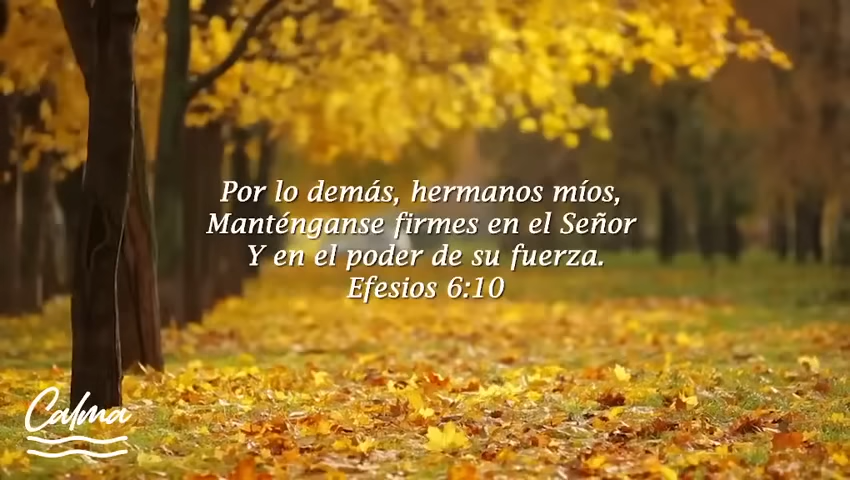 Por lo demás, hermanos míos,
Manténganse firmes en el Señor
Y en el poder de su fuerza.
Efesios 6:10
Calma